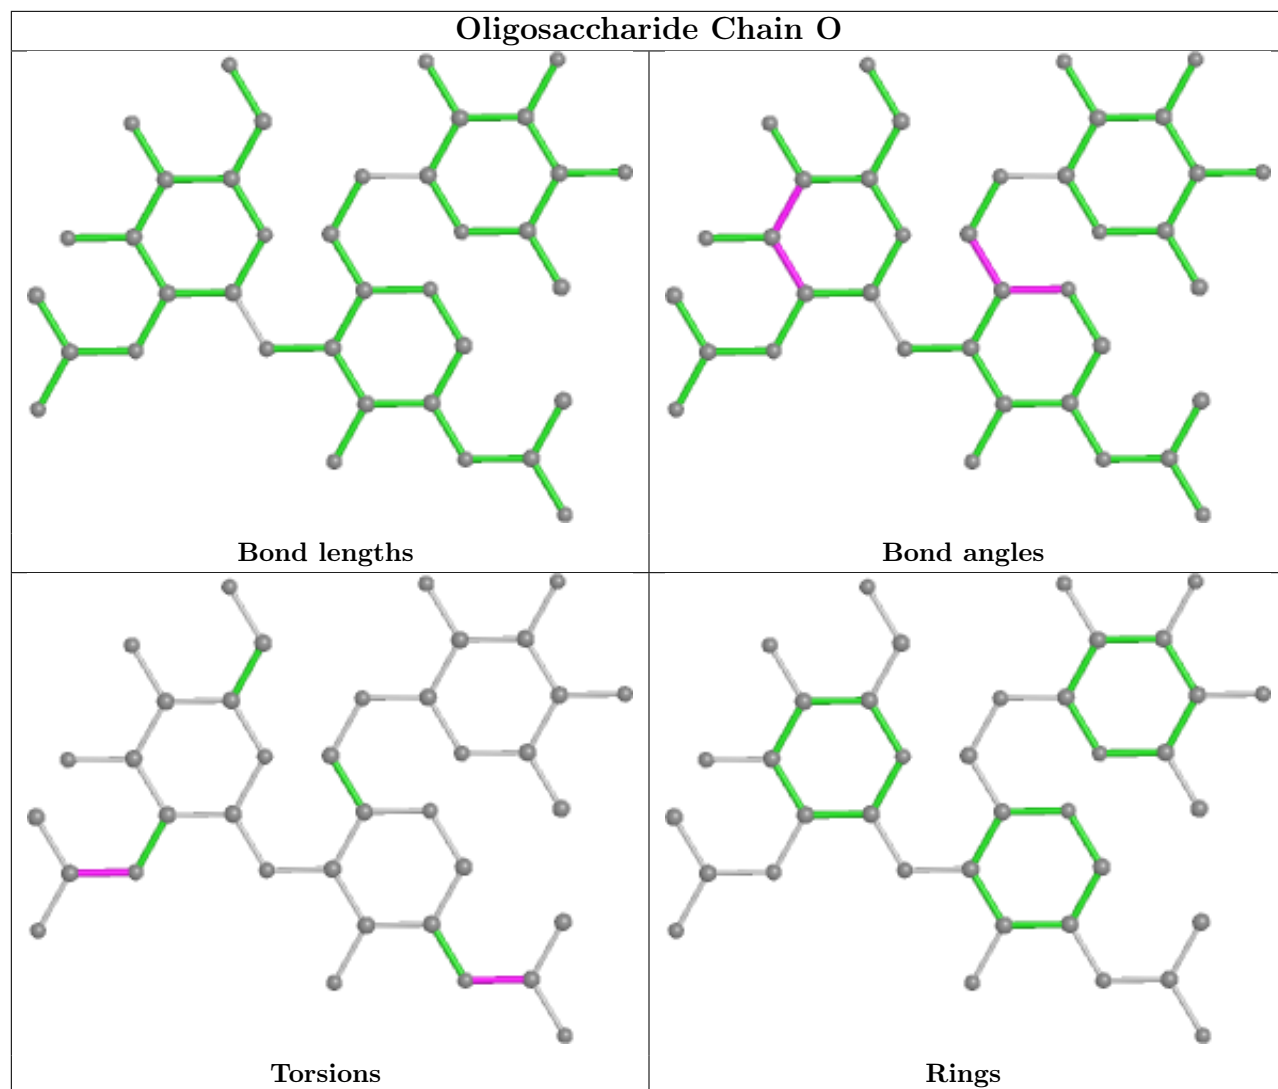 Oligosaccharide Chain O
Bond lengths
Bond angles
Torsions
Rings